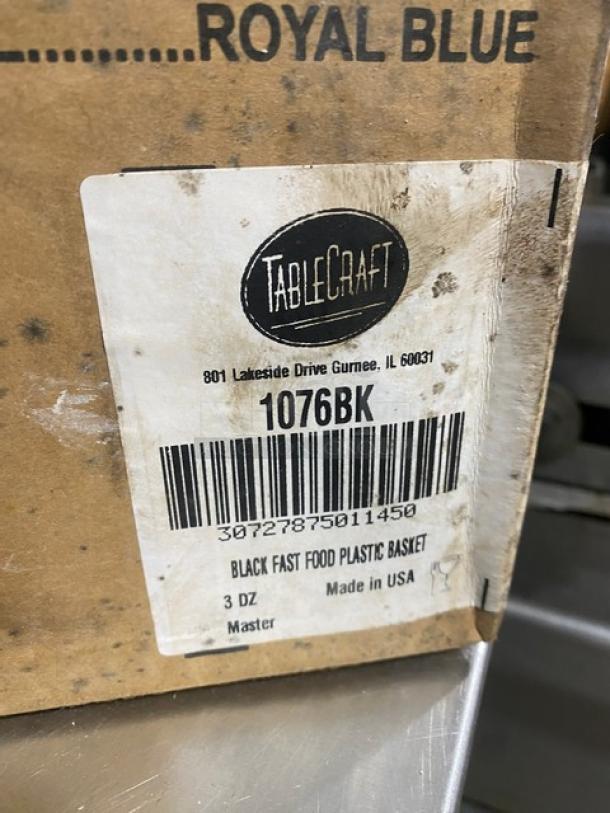 ............ROYAL BLUE
TABLECRAFT
801 Lakeside Drive Gurnee, IL 60031
1076BK
30727875011450
BLACK FAST FOOD PLASTIC BASKET
3 DZ Made in USA
Master